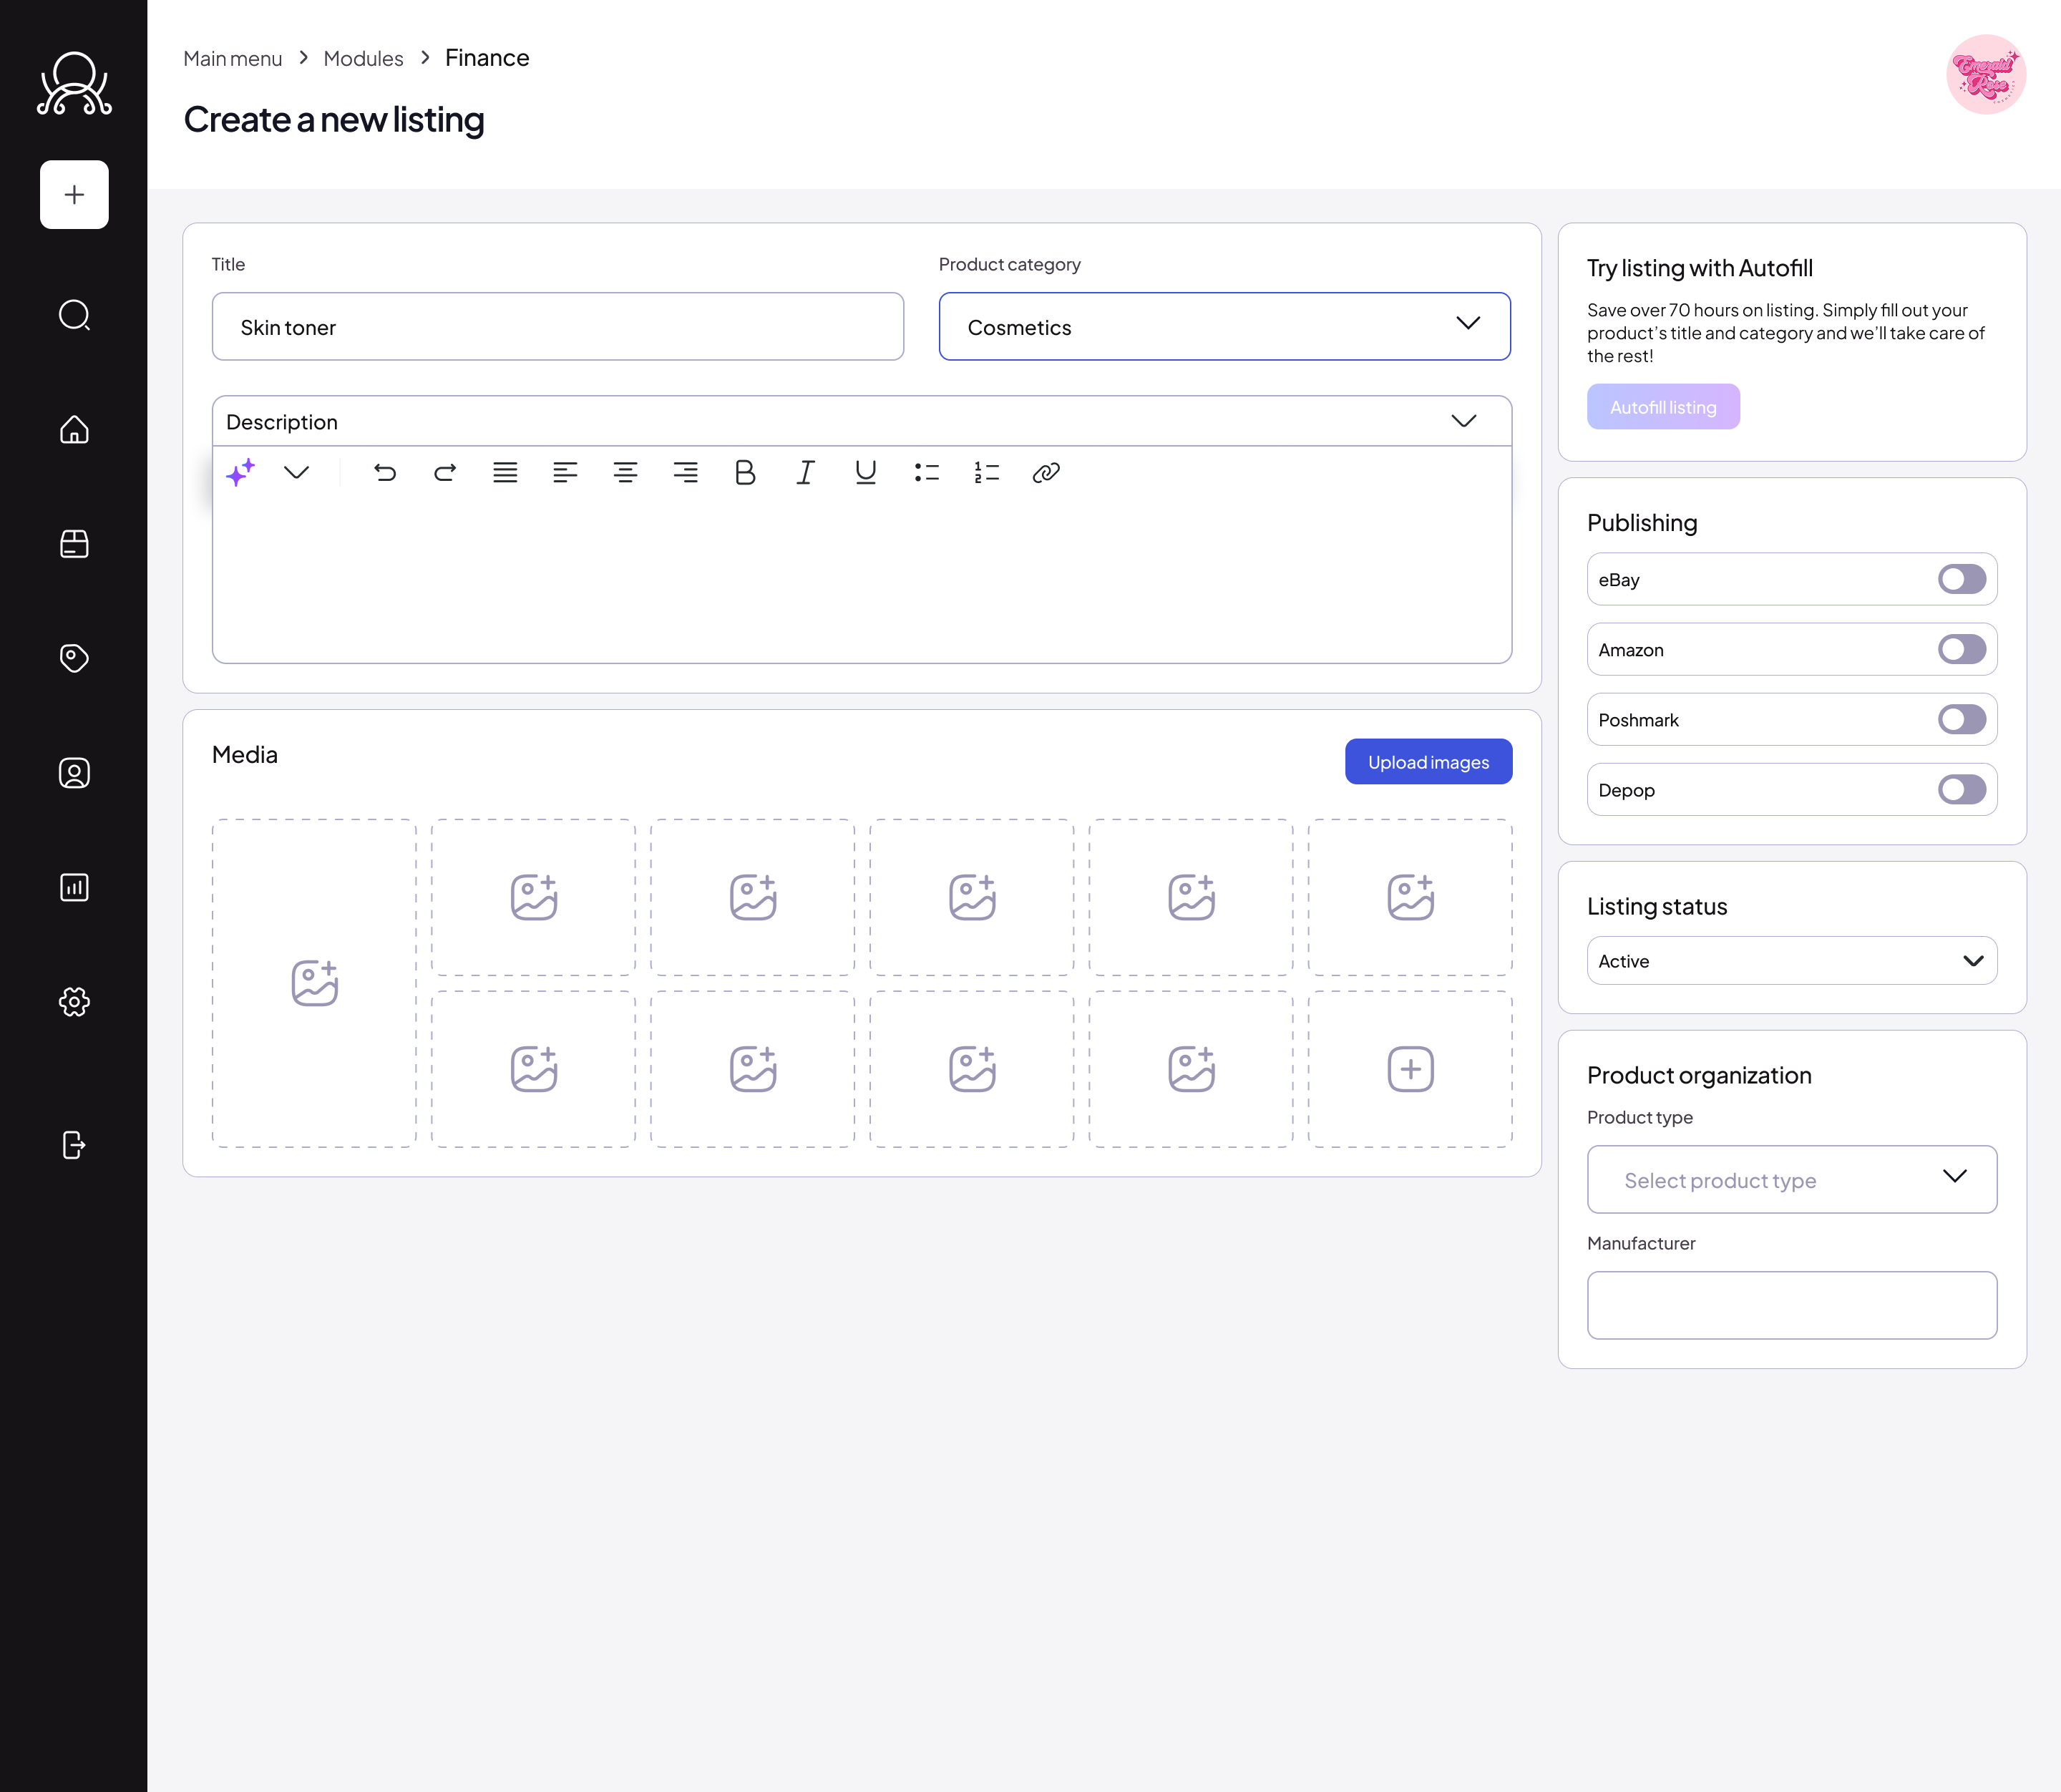 Main menu > Modules > Finance
Create a new listing
Emerald
Rose
Title
Product category
Skin toner
Cosmetics
Description
Media
Upload images
Try listing with Autofill
Save over 70 hours on listing. Simply fill out your
product's title and category and we'll take care of
the rest!
Autofill listing
Publishing
eBay
Amazon
Poshmark
Depop
Listing status
Active
Product organization
Product type
Select product type
Manufacturer